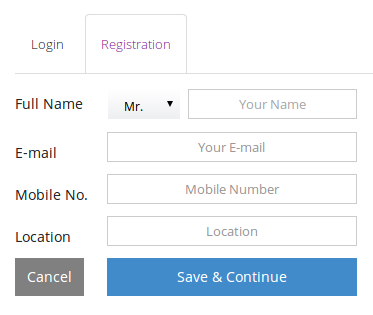 Login Registration
Full Name Mr. Your Name
E-mail Your E-mail
Mobile No. Mobile Number
Location Location
Cancel Save & Continue